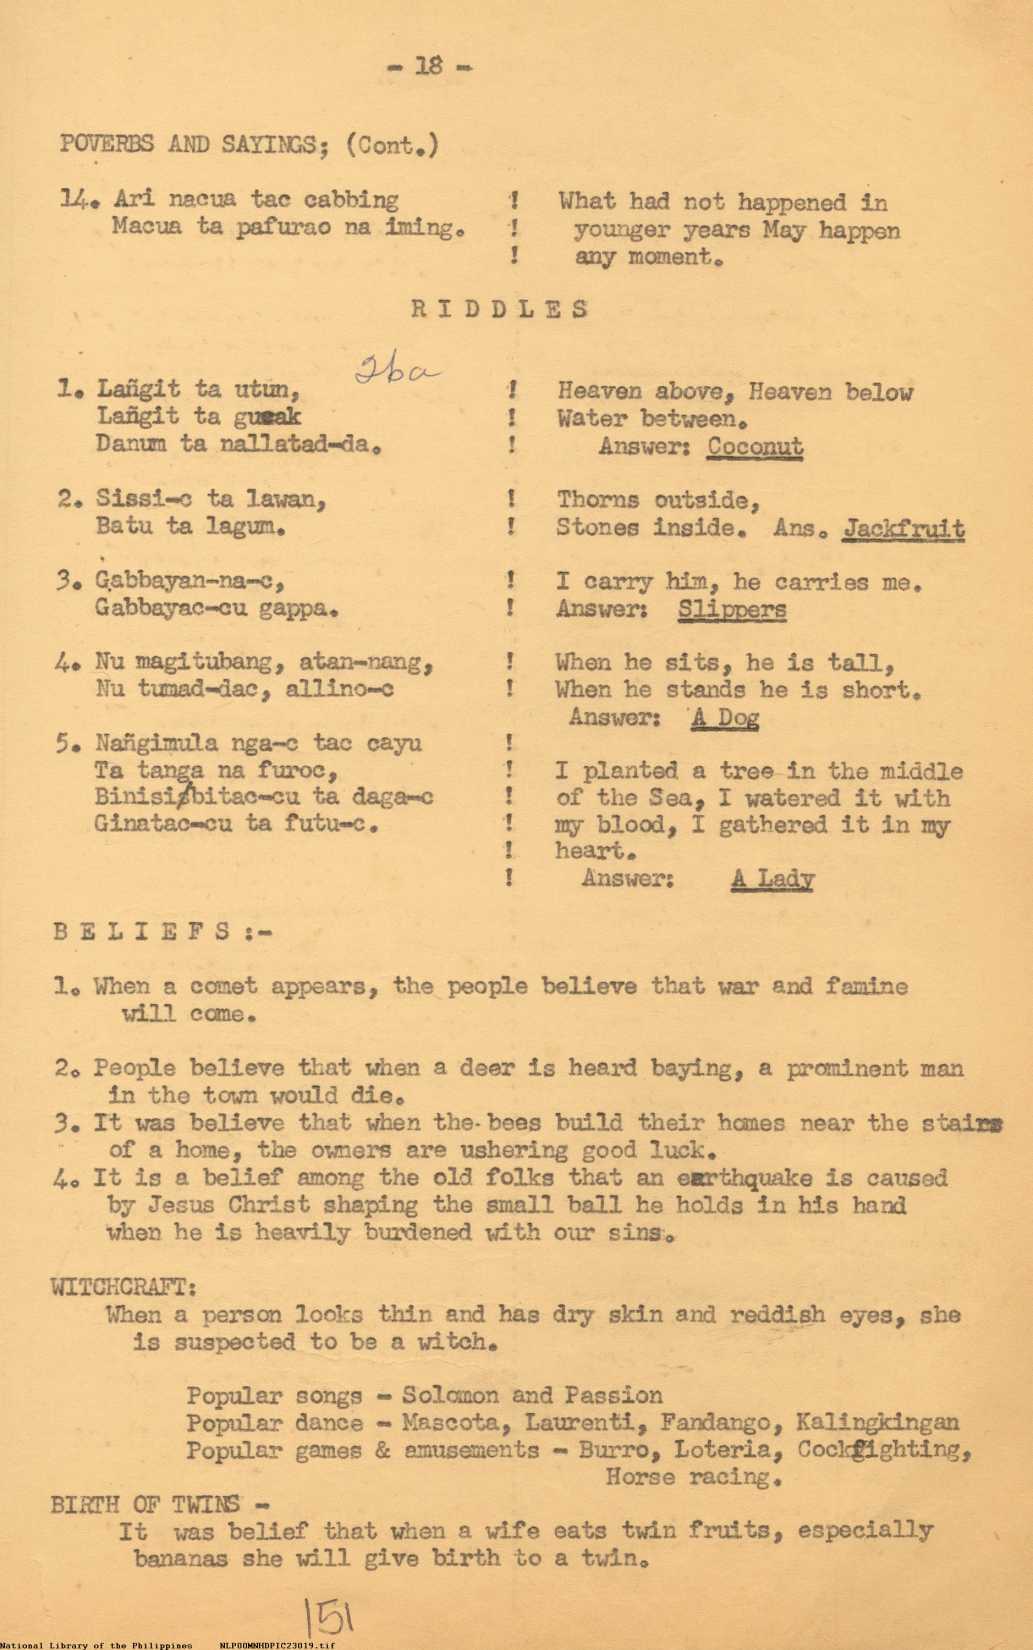 - 18 -
POVERBS AND SAYINGS; (Cont.)
14. Ari nacua tac cabbing ! What had not happened in
Macua ta pafurao na iming. ! younger years May happen
! any moment.
R I D D L E S
Iba
1. Lañgit ta utun, ! Heaven above, Heaven below
Lañgit ta gusak ! Water between.
Danum ta nallatad-da. ! Answer: Coconut
2. Sissi-c ta lawan, ! Thorns outside,
Batu ta lagum. ! Stones inside. Ans. Jackfruit
3. Gabbayan-na-c, ! I carry him, he carries me.
Gabbayac-cu gappa. ! Answer: Slippers
4. Nu magitubang, atan-nang, ! When he sits, he is tall,
Nu tumad-dac, allino-c ! When he stands he is short.
Answer: A Dog
5. Nañgimula nga-c tac cayu !
Ta tanga na furoc, ! I planted a tree in the middle
Binisibitac-cu ta daga-c ! of the Sea, I watered it with
Ginatac-cu ta futu-c. ! my blood, I gathered it in my
! heart.
! Answer: A Lady
B E L I E F S :-
1. When a comet appears, the people believe that war and famine
will come.
2. People believe that when a deer is heard baying, a prominent man
in the town would die.
3. It was believe that when the bees build their homes near the stairs
of a home, the owners are ushering good luck.
4. It is a belief among the old folks that an earthquake is caused
by Jesus Christ shaping the small ball he holds in his hand
when he is heavily burdened with our sins.
WITCHCRAFT:
When a person looks thin and has dry skin and reddish eyes, she
is suspected to be a witch.
Popular songs - Solomon and Passion
Popular dance - Mascota, Laurenti, Fandango, Kalingkingan
Popular games & amusements - Burro, Loteria, Cockfighting,
Horse racing.
BIRTH OF TWINS -
It was belief that when a wife eats twin fruits, especially
bananas she will give birth to a twin.
151
National Library of the Philippines NLP00MNHDPIC23019.tif